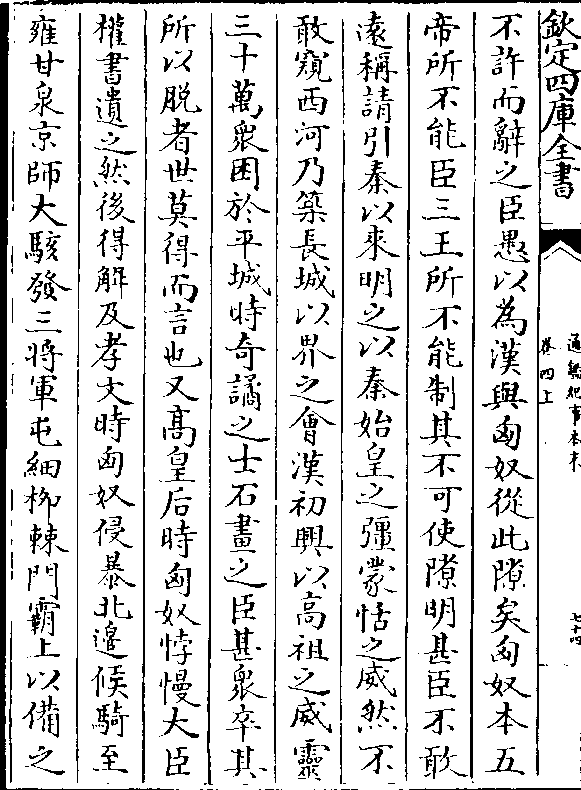 欽定四庫全書
通鑑紀事本末
卷四上
七十四
不許而辭之臣愚以為漢與匈奴從此隙矣匈奴本五
帝所不能臣三王所不能制其不可使隙明甚臣不敢
遠稱請引秦以來明之以秦始皇之彊蒙恬之威然不
敢窺西河乃築長城以界之會漢初興以高祖之威靈
三十萬衆困於平城時奇譎之士石畫之臣甚衆卒其
所以脫者世莫得而言也又高皇后時匈奴悖慢大臣
權書遺之然後得解及孝文時匈奴侵暴北邉候騎至
雍甘泉京師大駭發三將軍屯細柳棘門霸上以備之